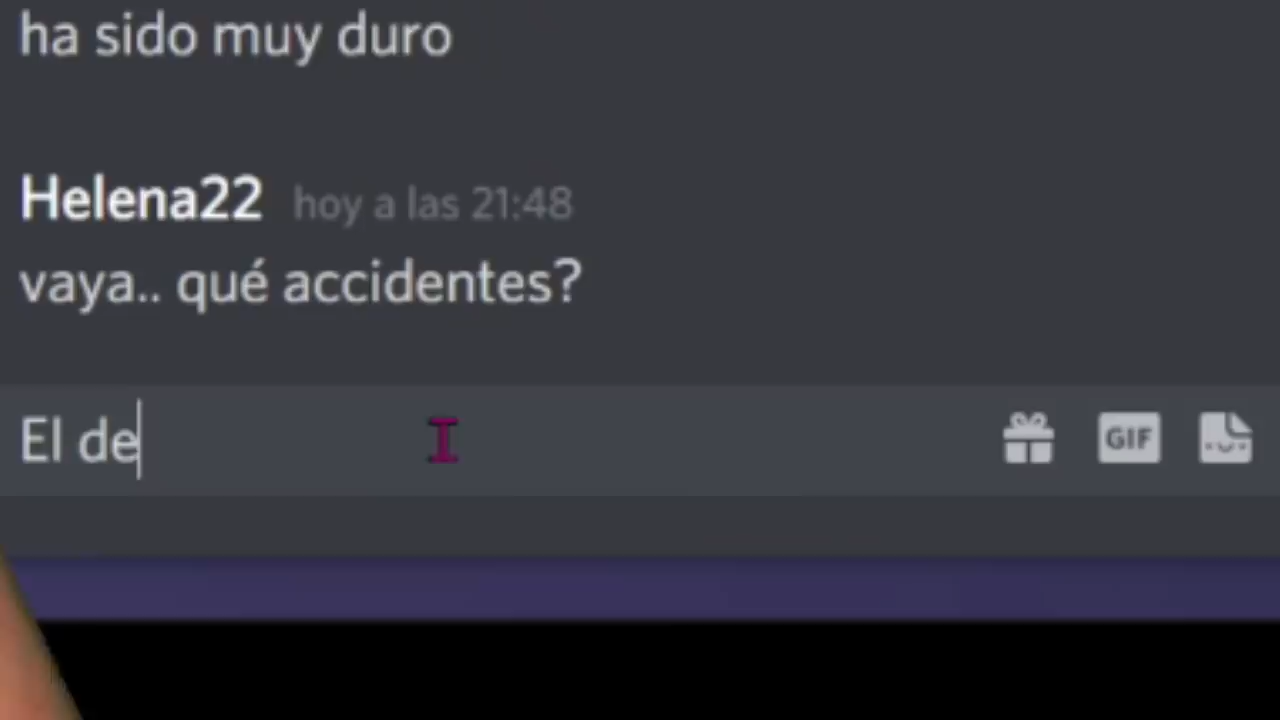 ha sido muy duro
Helena22 hoy a las 21:48
vaya.. qué accidentes?
El de
GIF